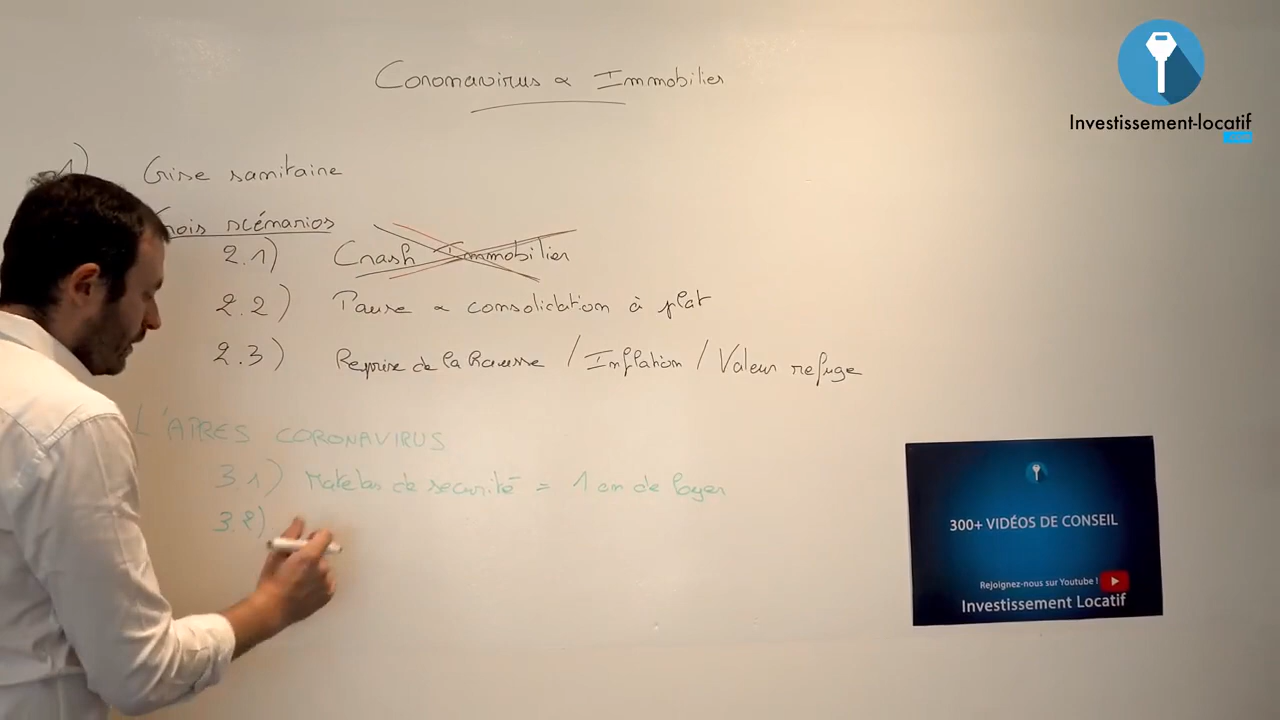 Coronavirus & Immobilier
Investissement-locatif
.com
1) Crise sanitaire
Trois scénarios
2.1) Crash Immobilier
2.2) Pause & consolidation à plat
2.3) Reprise de la hausse / Inflation / Valeur refuge
L'APRES CORONAVIRUS
3.1) Matelas de sécurité = 1 an de loyer
3.2)
300+ VIDÉOS DE CONSEIL
Rejoignez-nous sur Youtube !
Investissement Locatif